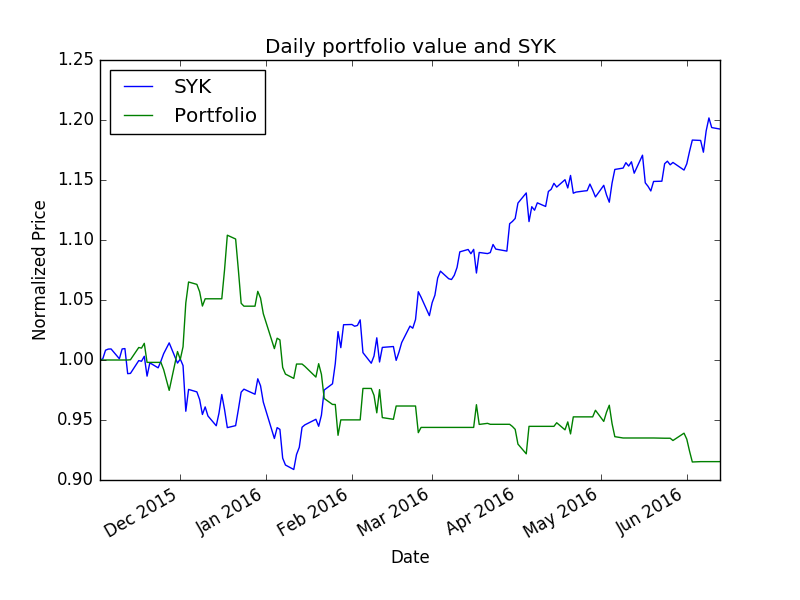 Daily portfolio value and SYK
1.25
1.20
1.15
1.10
1.05
1.00
0.95
0.90
Normalized Price
SYK
Portfolio
Dec 2015
Jan 2016
Feb 2016
Mar 2016
Apr 2016
May 2016
Jun 2016
Date